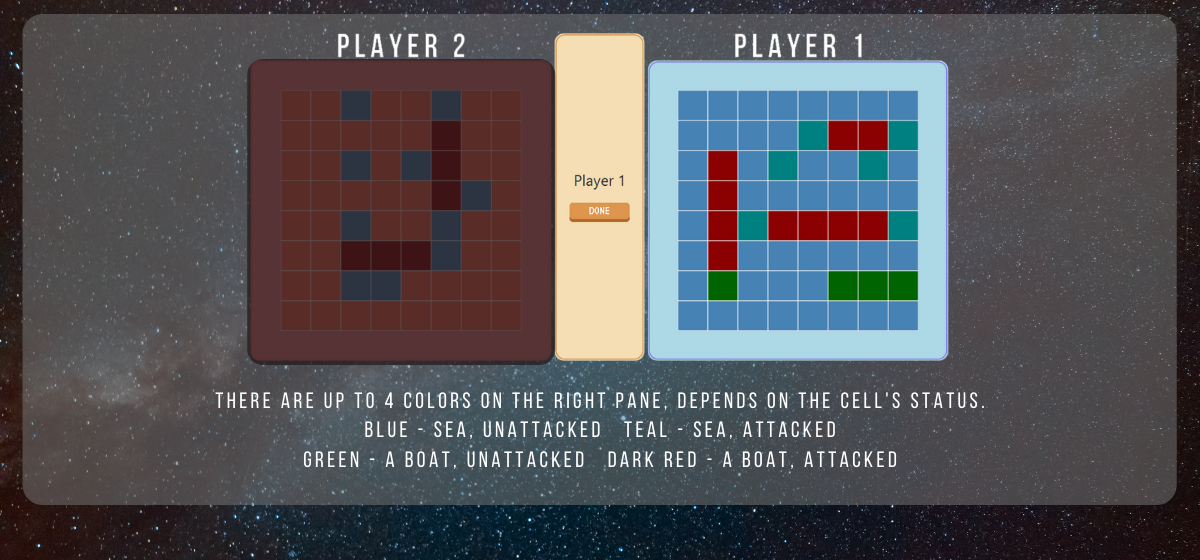 PLAYER 2
PLAYER 1
Player 1
DONE
THERE ARE UP TO 4 COLORS ON THE RIGHT PANE, DEPENDS ON THE CELL'S STATUS.
BLUE - SEA, UNATTACKED TEAL - SEA, ATTACKED
GREEN - A BOAT, UNATTACKED DARK RED - A BOAT, ATTACKED